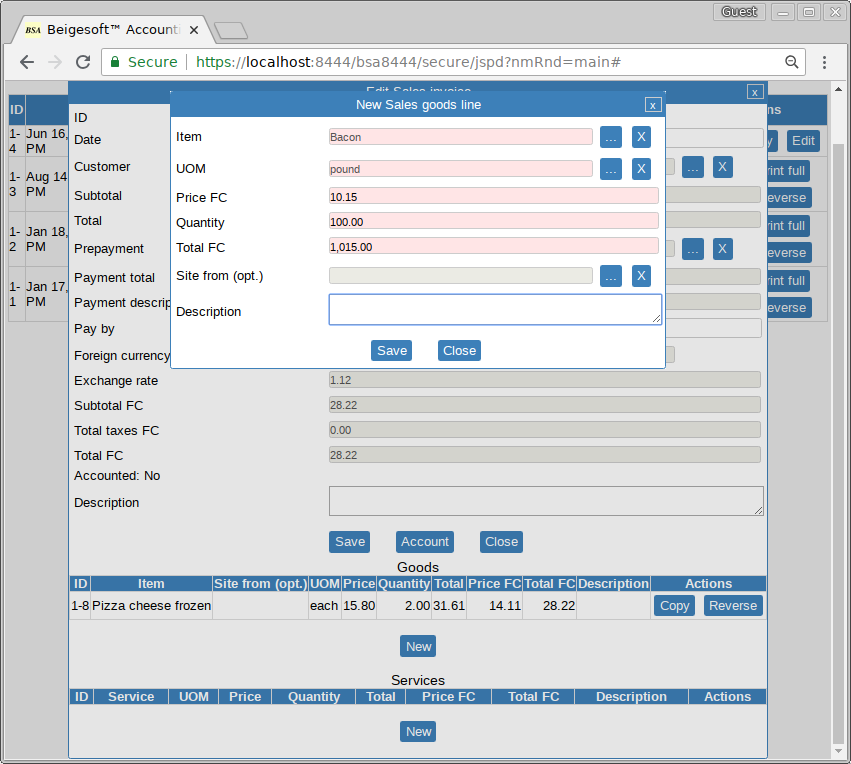 Guest
BSA Beigesoft™ Accounti
Secure https://localhost:8444/bsa8444/secure/jspd?nmRnd=main#
Edit Sales invoice x
New Sales goods line x
ID
ID
Date
Item Bacon ... X
1-4 Jun 16, PM
Edit
Customer ... X
UOM pound ... X
1-3 Aug 14 PM
rint full
everse
Subtotal
Price FC 10.15
Total
Quantity 100.00
1-2 Jan 18, PM
rint full
everse
Prepayment ... X
Total FC 1,015.00
Payment total
Site from (opt.) ... X
1-1 Jan 17, PM
rint full
everse
Payment descrip
Description
Pay by
Save Close
Foreign currency
Exchange rate 1.12
Subtotal FC 28.22
Total taxes FC 0.00
Total FC 28.22
Accounted: No
Description
Save Account Close
Goods
ID Item Site from (opt.) UOM Price Quantity Total Price FC Total FC Description Actions
1-8 Pizza cheese frozen each 15.80 2.00 31.61 14.11 28.22 Copy Reverse
New
Services
ID Service UOM Price Quantity Total Price FC Total FC Description Actions
New